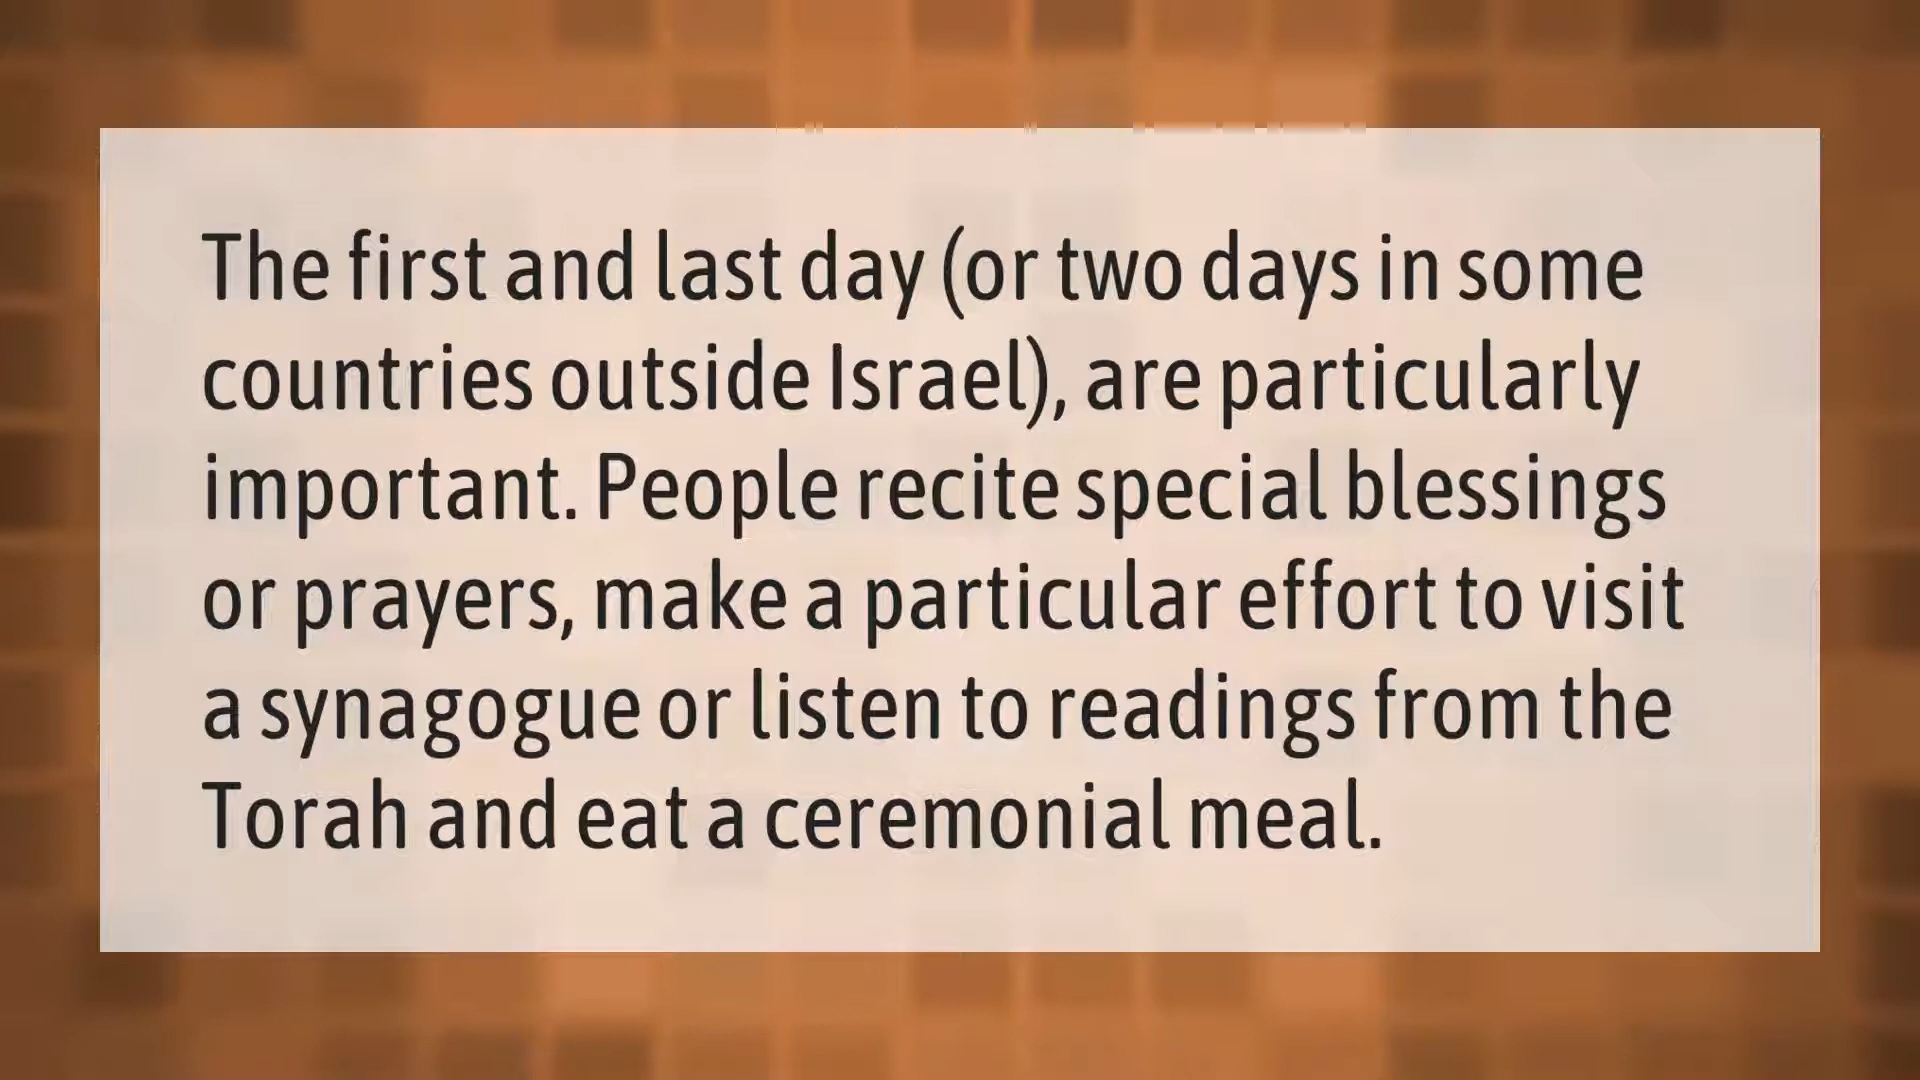 The first and last day (or two days in some
countries outside Israel), are particularly
important. People recite special blessings
or prayers, make a particular effort to visit
a synagogue or listen to readings from the
Torah and eat a ceremonial meal.